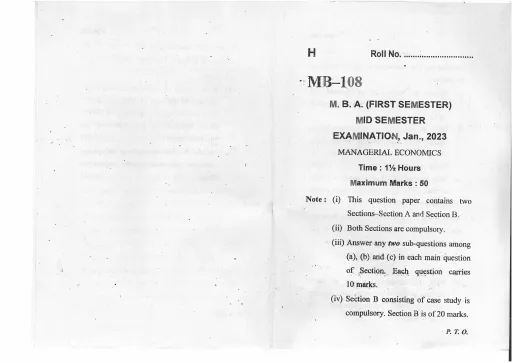 H Roll No. ..............................
MB–108
M. B. A. (FIRST SEMESTER)
MID SEMESTER
EXAMINATION, Jan., 2023
MANAGERIAL ECONOMICS
Time : 1½ Hours
Maximum Marks : 50
Note : (i) This question paper contains two
Sections–Section A and Section B.
(ii) Both Sections are compulsory.
(iii) Answer any two sub-questions among
(a), (b) and (c) in each main question
of Section. Each question carries
10 marks.
(iv) Section B consisting of case study is
compulsory. Section B is of 20 marks.
P. T. O.